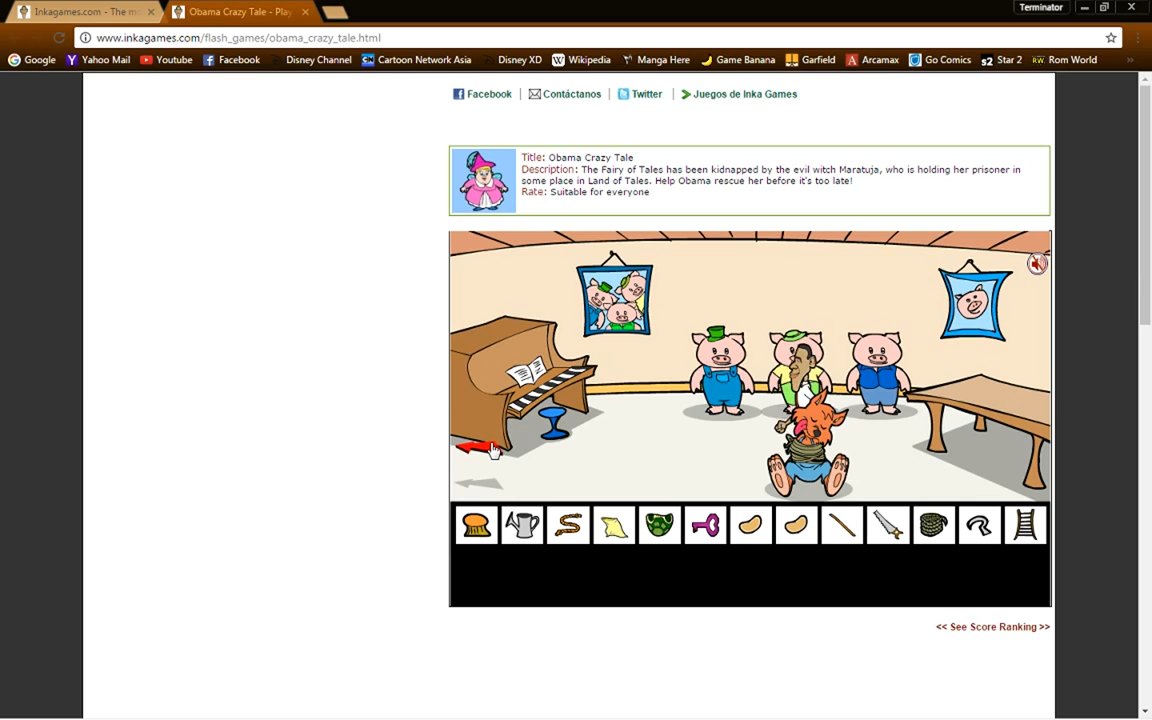 Inkagames.com - The m
Obama Crazy Tale - Play
Terminator
www.inkagames.com/flash_games/obama_crazy_tale.html
Google
Yahoo Mail
Youtube
Facebook
Disney Channel
CN Cartoon Network Asia
Disney XD
W Wikipedia
Manga Here
Game Banana
Garfield
A Arcamax
Go Comics
s2 Star 2
RW Rom World
Facebook | Contáctanos | Twitter | Juegos de Inka Games
Title: Obama Crazy Tale
Description: The Fairy of Tales has been kidnapped by the evil witch Maratuja, who is holding her prisoner in
some place in Land of Tales. Help Obama rescue her before it's too late!
Rate: Suitable for everyone
<< See Score Ranking >>